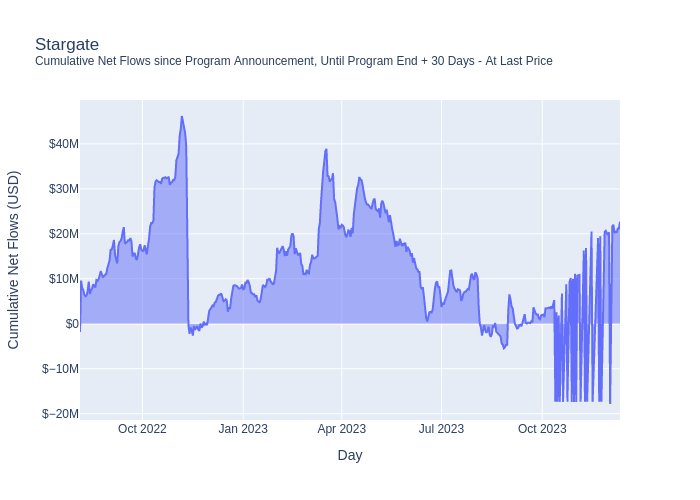 Stargate
Cumulative Net Flows since Program Announcement, Until Program End + 30 Days - At Last Price
Cumulative Net Flows (USD)
$40M
$30M
$20M
$10M
$0
$−10M
$−20M
Oct 2022 Jan 2023 Apr 2023 Jul 2023 Oct 2023
Day